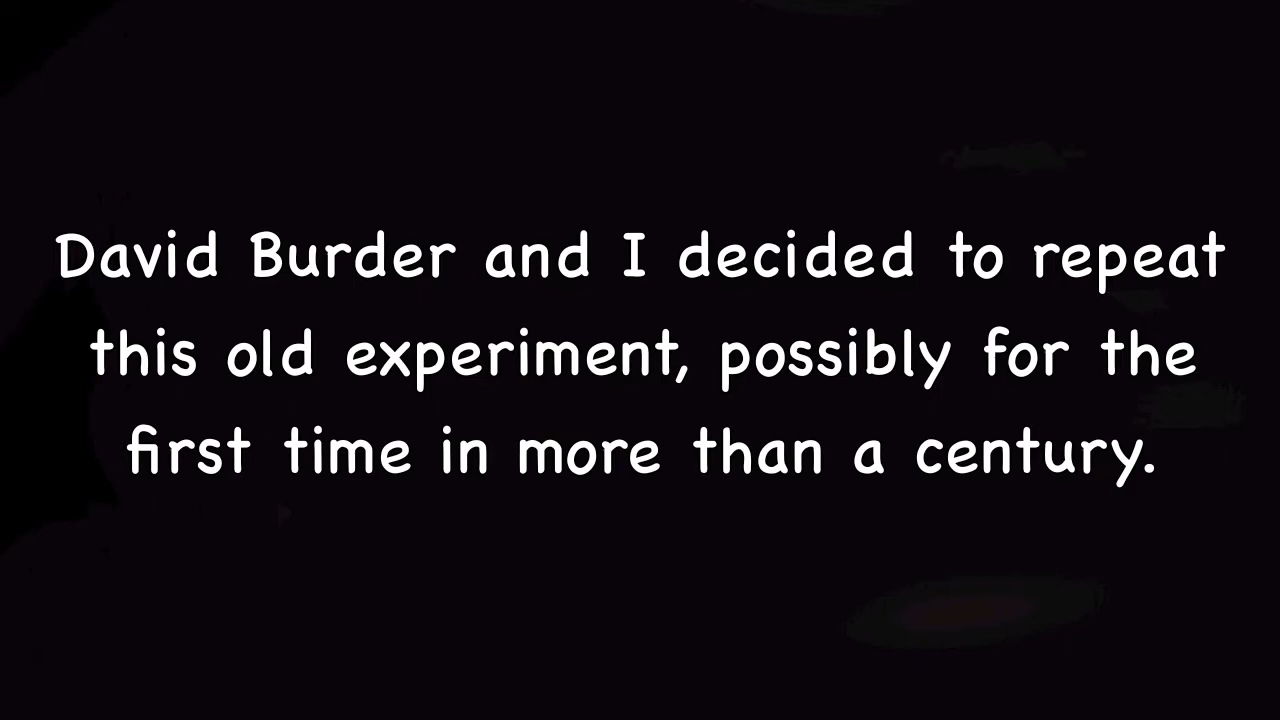 David Burder and I decided to repeat
this old experiment, possibly for the
first time in more than a century.